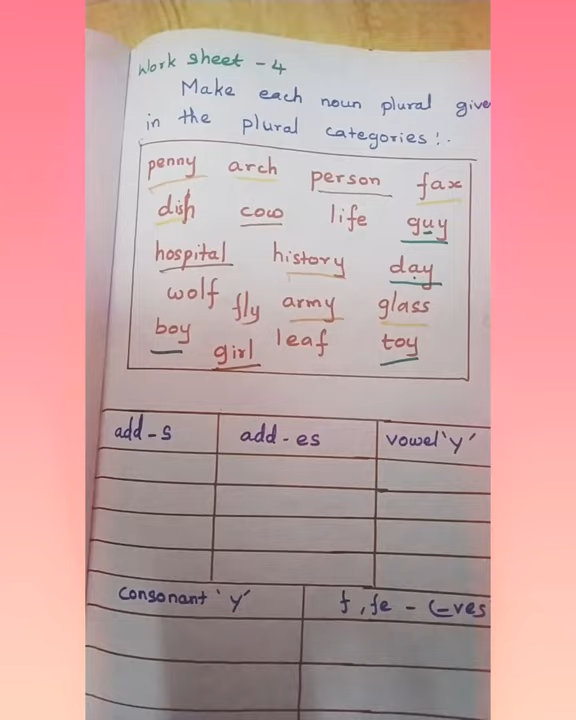 Work sheet - 4
Make each noun plural give
in the plural categories!.
penny arch person fax
dish cow life guy
hospital history day
wolf fly army glass
boy girl leaf toy
add-s add-es vowel 'y'
consonant 'y' f, fe - (-ves